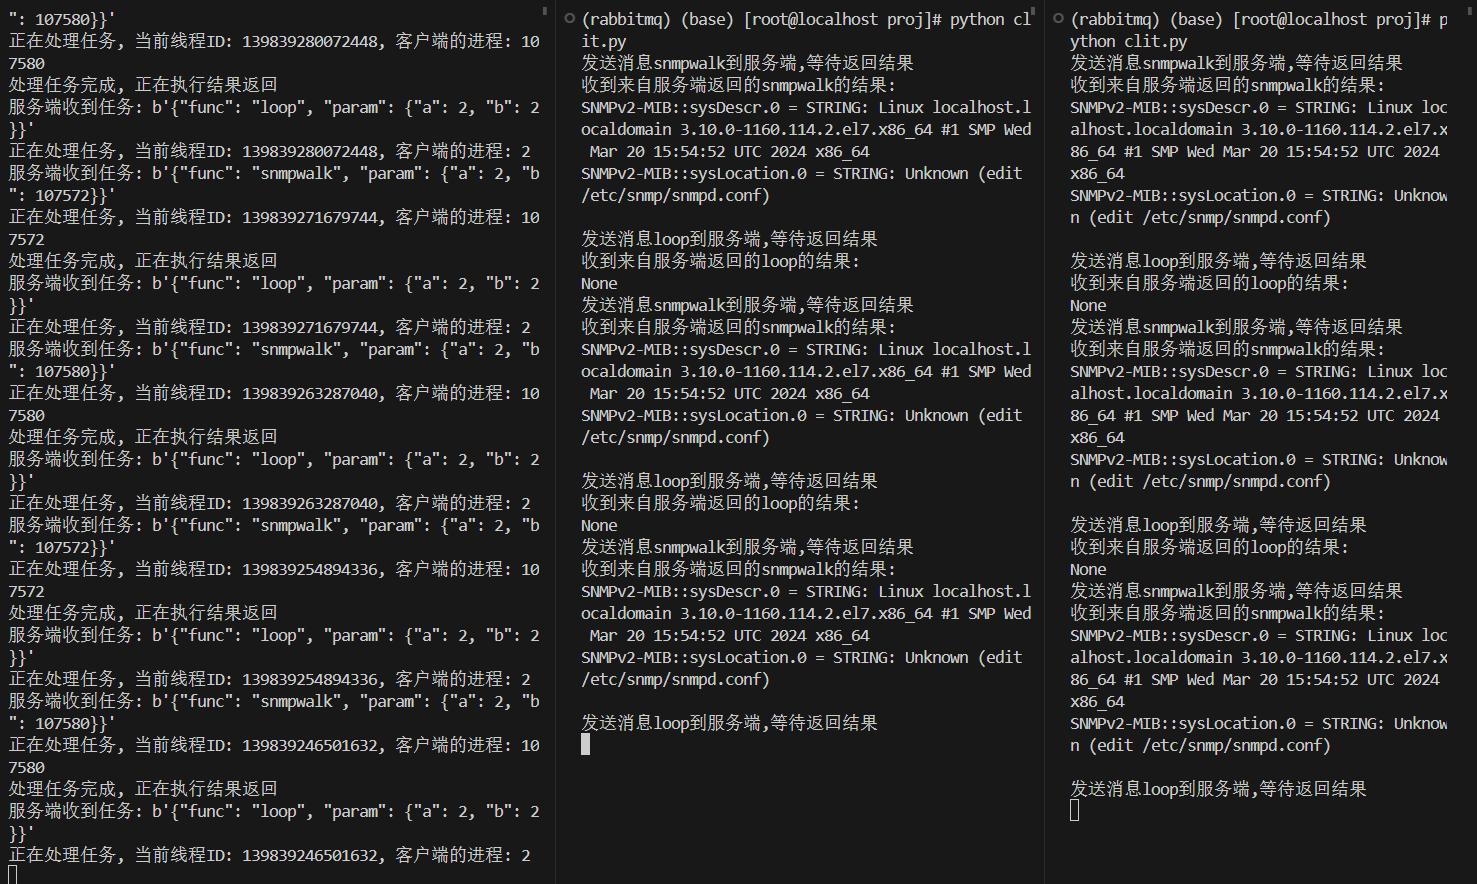 ": 107580}}'
正在处理任务, 当前线程ID: 139839280072448, 客户端的进程: 10
7580
处理任务完成, 正在执行结果返回
服务端收到任务: b'{"func": "loop", "param": {"a": 2, "b": 2
}}'
正在处理任务, 当前线程ID: 139839280072448, 客户端的进程: 2
服务端收到任务: b'{"func": "snmpwalk", "param": {"a": 2, "b
": 107572}}'
正在处理任务, 当前线程ID: 139839271679744, 客户端的进程: 10
7572
处理任务完成, 正在执行结果返回
服务端收到任务: b'{"func": "loop", "param": {"a": 2, "b": 2
}}'
正在处理任务, 当前线程ID: 139839271679744, 客户端的进程: 2
服务端收到任务: b'{"func": "snmpwalk", "param": {"a": 2, "b
": 107580}}'
正在处理任务, 当前线程ID: 139839263287040, 客户端的进程: 10
7580
处理任务完成, 正在执行结果返回
服务端收到任务: b'{"func": "loop", "param": {"a": 2, "b": 2
}}'
正在处理任务, 当前线程ID: 139839263287040, 客户端的进程: 2
服务端收到任务: b'{"func": "snmpwalk", "param": {"a": 2, "b
": 107572}}'
正在处理任务, 当前线程ID: 139839254894336, 客户端的进程: 10
7572
处理任务完成, 正在执行结果返回
服务端收到任务: b'{"func": "loop", "param": {"a": 2, "b": 2
}}'
正在处理任务, 当前线程ID: 139839254894336, 客户端的进程: 2
服务端收到任务: b'{"func": "snmpwalk", "param": {"a": 2, "b
": 107580}}'
正在处理任务, 当前线程ID: 139839246501632, 客户端的进程: 10
7580
处理任务完成, 正在执行结果返回
服务端收到任务: b'{"func": "loop", "param": {"a": 2, "b": 2
}}'
正在处理任务, 当前线程ID: 139839246501632, 客户端的进程: 2
(rabbitmq) (base) [root@localhost proj]# python cl
it.py
发送消息snmpwalk到服务端,等待返回结果
收到来自服务端返回的snmpwalk的结果:
SNMPv2-MIB::sysDescr.0 = STRING: Linux localhost.l
ocaldomain 3.10.0-1160.114.2.el7.x86_64 #1 SMP Wed
 Mar 20 15:54:52 UTC 2024 x86_64
SNMPv2-MIB::sysLocation.0 = STRING: Unknown (edit
/etc/snmp/snmpd.conf)
发送消息loop到服务端,等待返回结果
收到来自服务端返回的loop的结果:
None
发送消息snmpwalk到服务端,等待返回结果
收到来自服务端返回的snmpwalk的结果:
SNMPv2-MIB::sysDescr.0 = STRING: Linux localhost.l
ocaldomain 3.10.0-1160.114.2.el7.x86_64 #1 SMP Wed
 Mar 20 15:54:52 UTC 2024 x86_64
SNMPv2-MIB::sysLocation.0 = STRING: Unknown (edit
/etc/snmp/snmpd.conf)
发送消息loop到服务端,等待返回结果
收到来自服务端返回的loop的结果:
None
发送消息snmpwalk到服务端,等待返回结果
收到来自服务端返回的snmpwalk的结果:
SNMPv2-MIB::sysDescr.0 = STRING: Linux localhost.l
ocaldomain 3.10.0-1160.114.2.el7.x86_64 #1 SMP Wed
 Mar 20 15:54:52 UTC 2024 x86_64
SNMPv2-MIB::sysLocation.0 = STRING: Unknown (edit
/etc/snmp/snmpd.conf)
发送消息loop到服务端,等待返回结果
(rabbitmq) (base) [root@localhost proj]# p
ython clit.py
发送消息snmpwalk到服务端,等待返回结果
收到来自服务端返回的snmpwalk的结果:
SNMPv2-MIB::sysDescr.0 = STRING: Linux loc
alhost.localdomain 3.10.0-1160.114.2.el7.x
86_64 #1 SMP Wed Mar 20 15:54:52 UTC 2024
x86_64
SNMPv2-MIB::sysLocation.0 = STRING: Unknow
n (edit /etc/snmp/snmpd.conf)
发送消息loop到服务端,等待返回结果
收到来自服务端返回的loop的结果:
None
发送消息snmpwalk到服务端,等待返回结果
收到来自服务端返回的snmpwalk的结果:
SNMPv2-MIB::sysDescr.0 = STRING: Linux loc
alhost.localdomain 3.10.0-1160.114.2.el7.x
86_64 #1 SMP Wed Mar 20 15:54:52 UTC 2024
x86_64
SNMPv2-MIB::sysLocation.0 = STRING: Unknow
n (edit /etc/snmp/snmpd.conf)
发送消息loop到服务端,等待返回结果
收到来自服务端返回的loop的结果:
None
发送消息snmpwalk到服务端,等待返回结果
收到来自服务端返回的snmpwalk的结果:
SNMPv2-MIB::sysDescr.0 = STRING: Linux loc
alhost.localdomain 3.10.0-1160.114.2.el7.x
86_64 #1 SMP Wed Mar 20 15:54:52 UTC 2024
x86_64
SNMPv2-MIB::sysLocation.0 = STRING: Unknow
n (edit /etc/snmp/snmpd.conf)
发送消息loop到服务端,等待返回结果